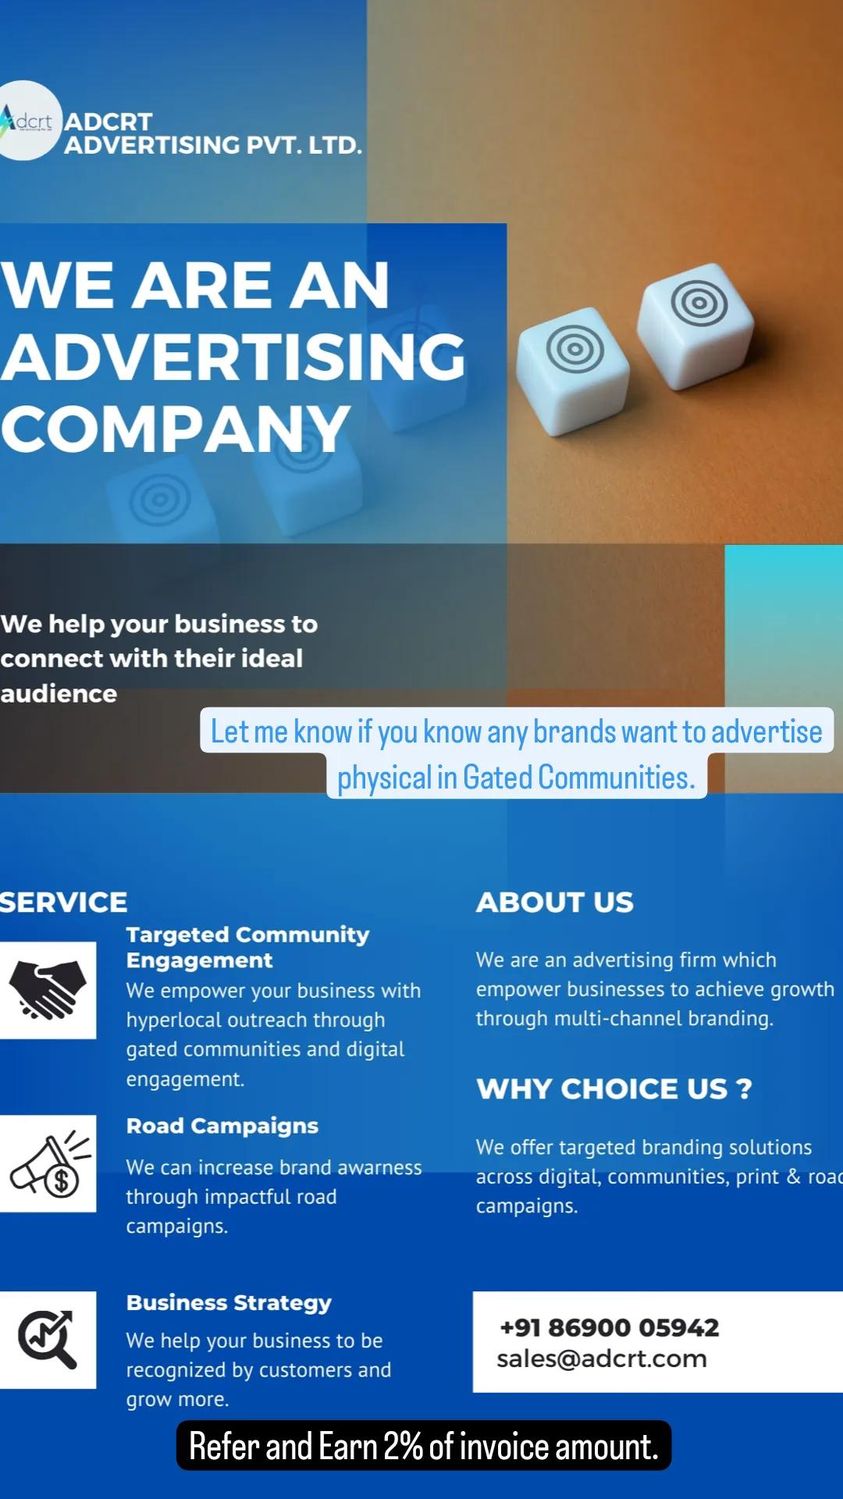 Adcrt
ADCRT
ADVERTISING PVT. LTD.
WE ARE AN
ADVERTISING
COMPANY
We help your business to
connect with their ideal
audience
Let me know if you know any brands want to advertise
physical in Gated Communities.
SERVICE
Targeted Community
Engagement
We empower your business with
hyperlocal outreach through
gated communities and digital
engagement.
Road Campaigns
We can increase brand awarness
through impactful road
campaigns.
Business Strategy
We help your business to be
recognized by customers and
grow more.
ABOUT US
We are an advertising firm which
empower businesses to achieve growth
through multi-channel branding.
WHY CHOICE US ?
We offer targeted branding solutions
across digital, communities, print & road
campaigns.
+91 86900 05942
sales@adcrt.com
Refer and Earn 2% of invoice amount.